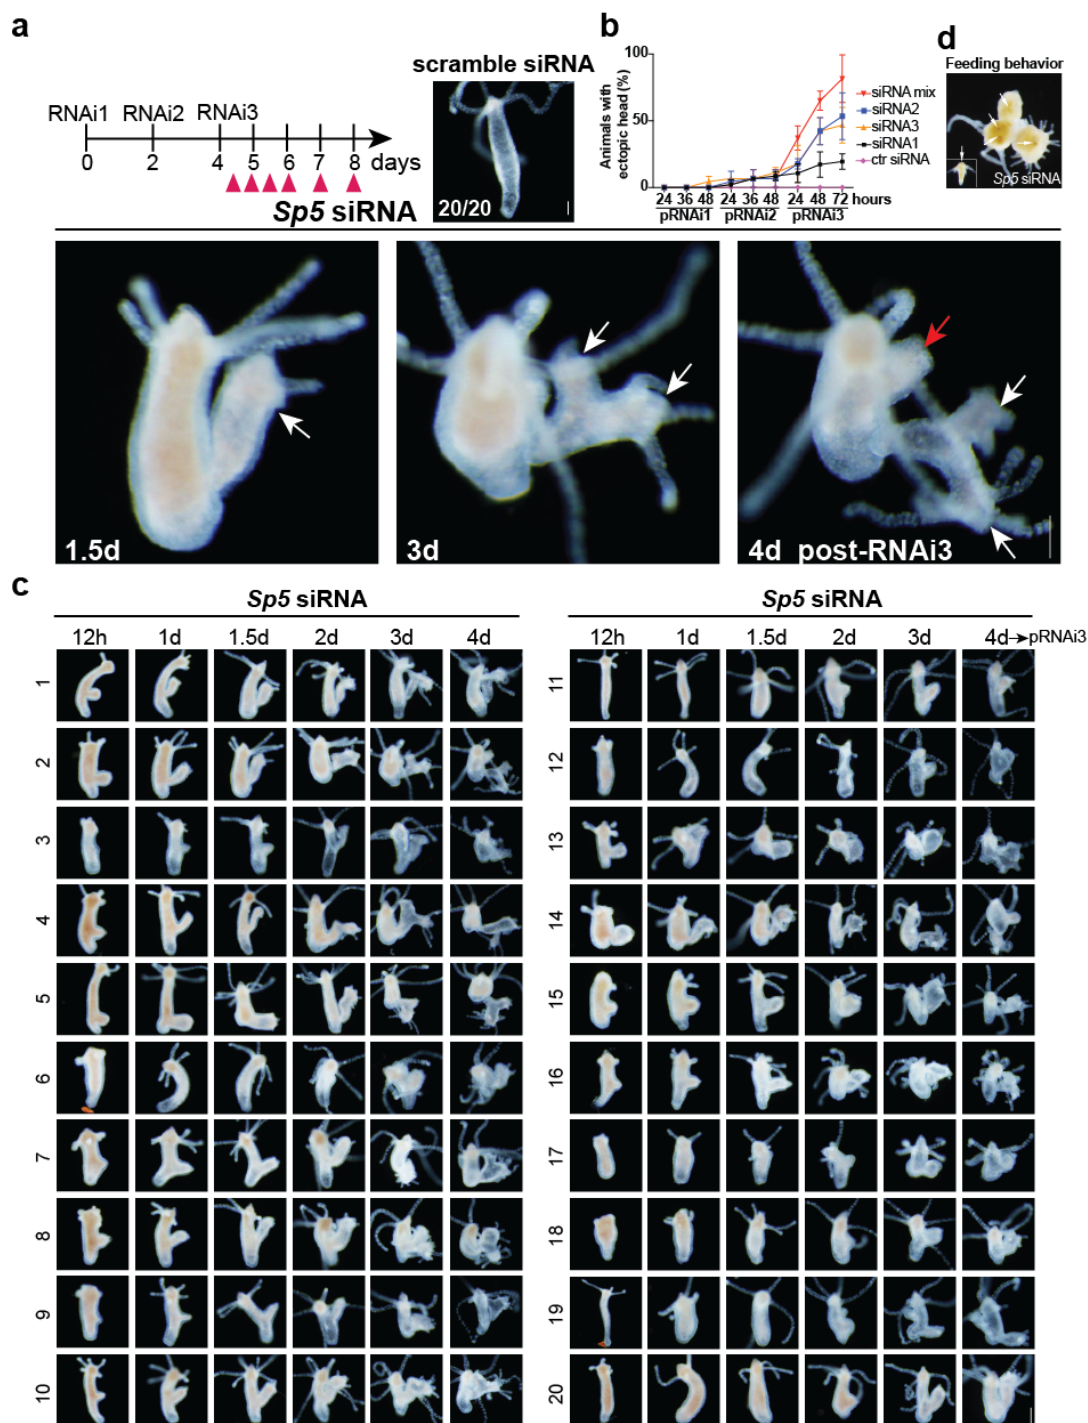 a
scramble siRNA
RNAi1 RNAi2 RNAi3
0 2 4 5 6 7 8 days
20/20
Sp5 siRNA
b
Animals with
ectopic head (%)
100
50
0
24 36 48 24 36 48 24 48 72 hours
pRNAi1 pRNAi2 pRNAi3
siRNA mix
siRNA2
siRNA3
siRNA1
ctr siRNA
d
Feeding behavior
Sp5 siRNA
1.5d
3d
4d post-RNAi3
c
Sp5 siRNA
12h 1d 1.5d 2d 3d 4d
1
2
3
4
5
6
7
8
9
10
Sp5 siRNA
12h 1d 1.5d 2d 3d 4d→pRNAi3
11
12
13
14
15
16
17
18
19
20